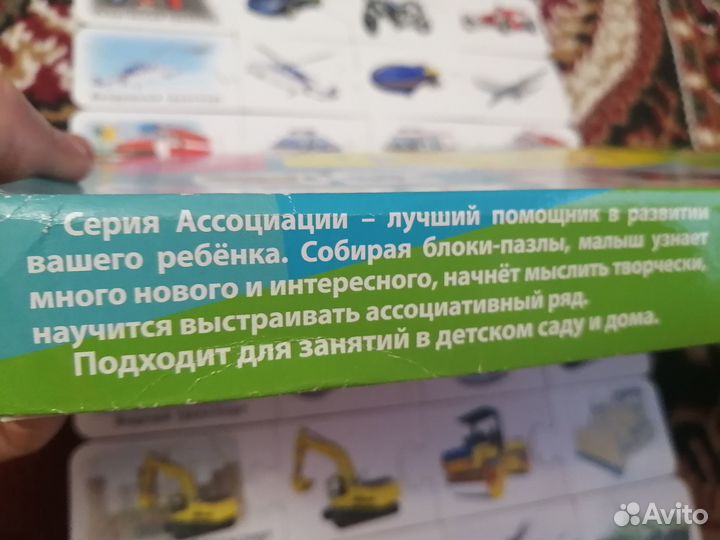 Серия Ассоциации – лучший помощник в развитии
вашего ребёнка. Собирая блоки-пазлы, малыш узнает
много нового и интересного, начнёт мыслить творчески,
научится выстраивать ассоциативный ряд.
Подходит для занятий в детском саду и дома.
Avito